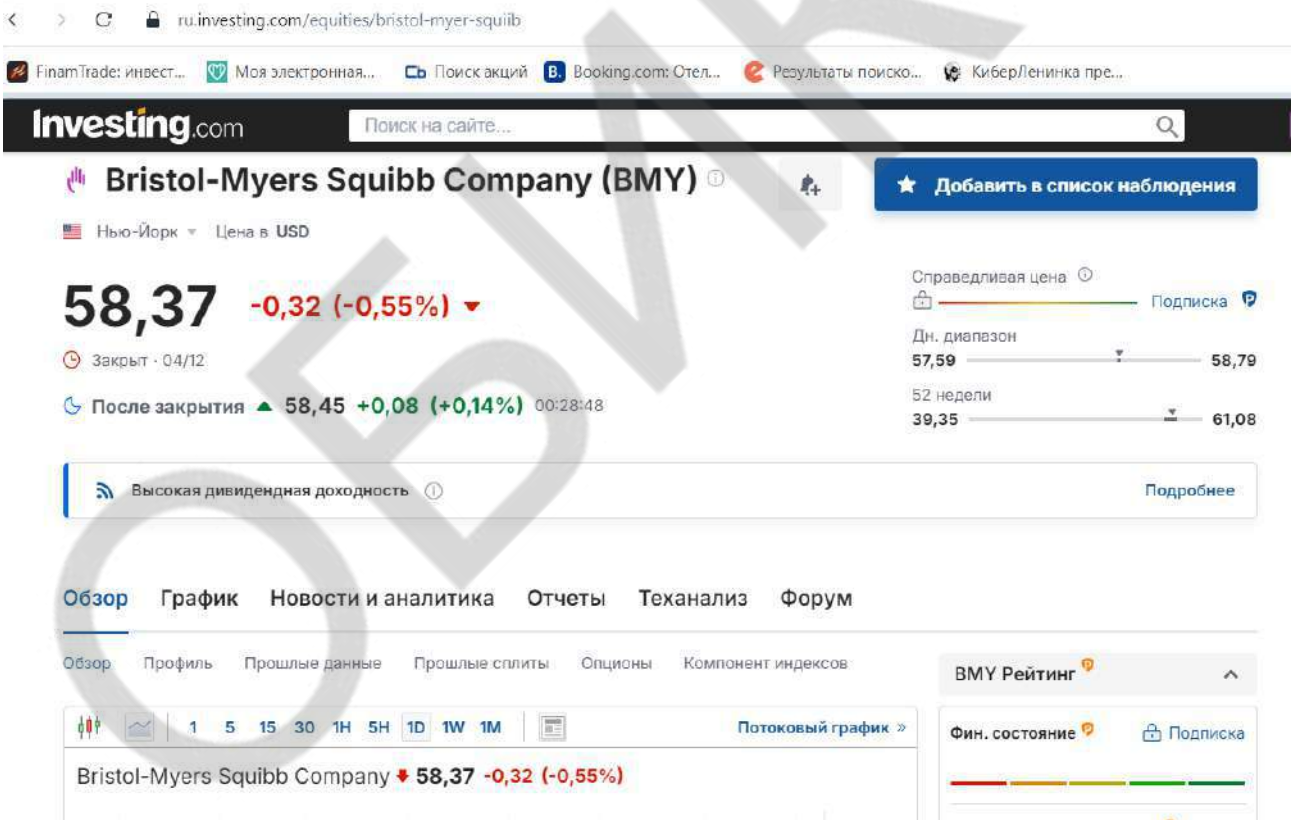 ru.investing.com/equities/bristol-myer-squiib
FinamTrade: инвест... Моя электронная... Cb Поиск акций B. Booking.com: Отел... Результаты поиско... КиберЛенинка пре...
Investing.com Поиск на сайте...
Bristol-Myers Squibb Company (BMY) Добавить в список наблюдения
Нью-Йорк Цена в USD
58,37 -0,32 (-0,55%)
Справедливая цена
Подписка
Закрыт · 04/12
Дн. диапазон
57,59 58,79
После закрытия 58,45 +0,08 (+0,14%) 00:28:48
52 недели
39,35 61,08
Высокая дивидендная доходность Подробнее
Обзор График Новости и аналитика Отчеты Теханализ Форум
Обзор Профиль Прошлые данные Прошлые сплиты Опционы Компонент индексов
BMY Рейтинг
1 5 15 30 1H 5H 1D 1W 1M Потоковый график »
Фин. состояние Подписка
Bristol-Myers Squibb Company 58,37 -0,32 (-0,55%)